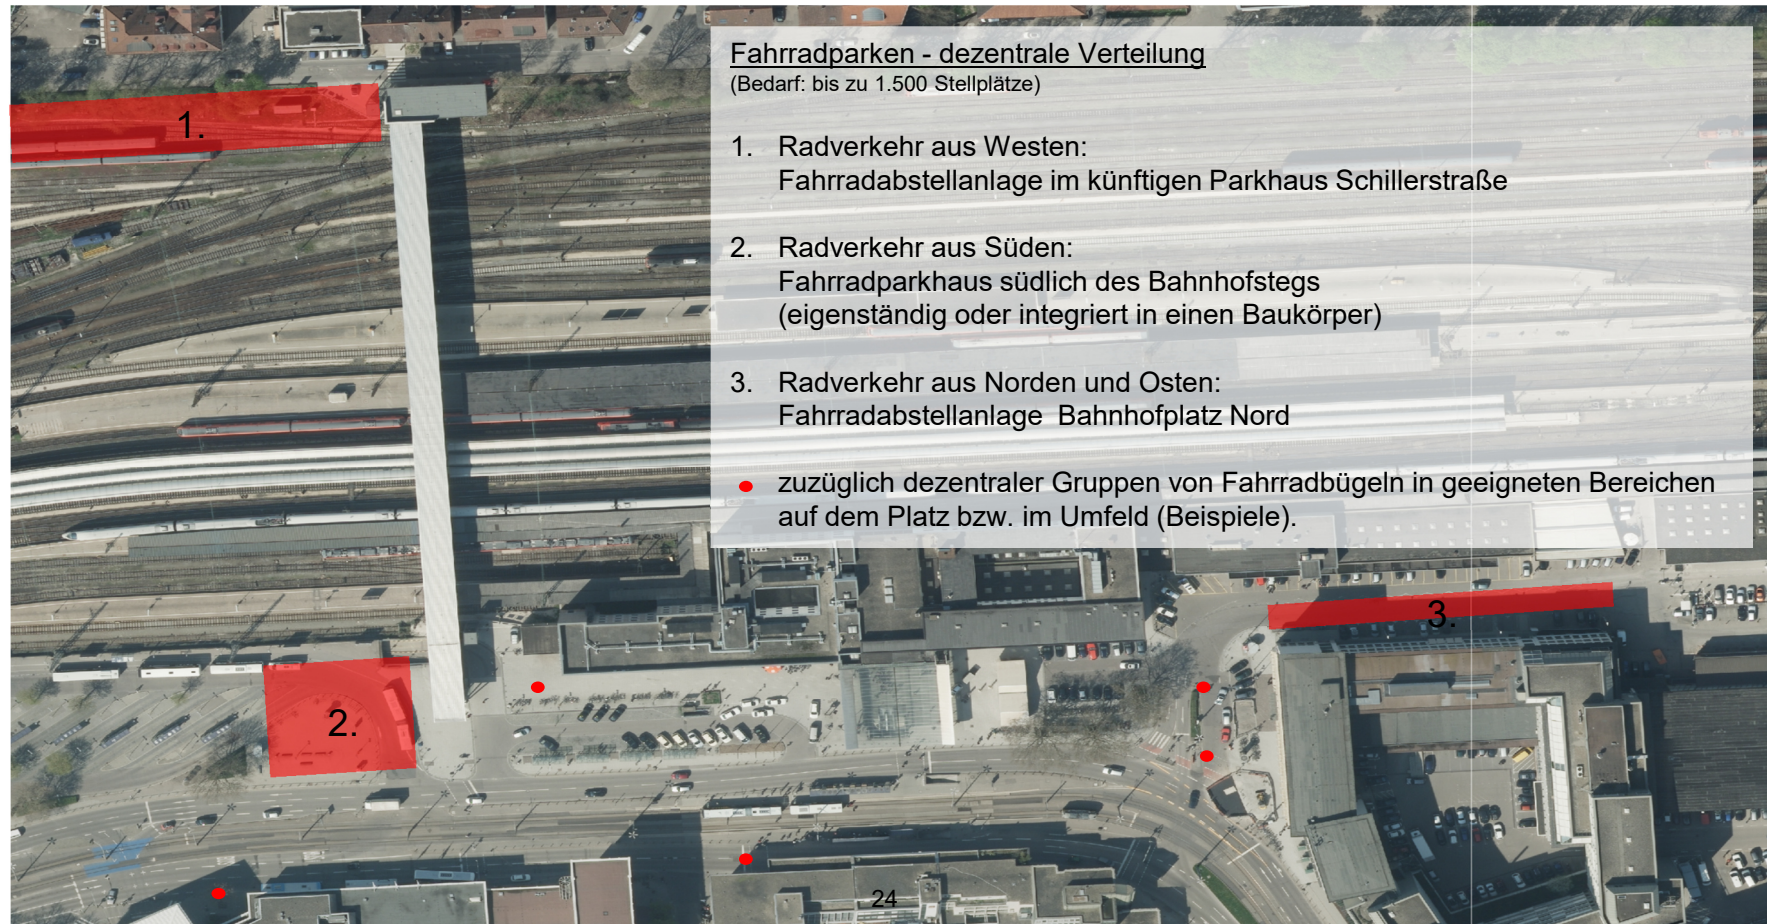 Fahrradparken - dezentrale Verteilung
(Bedarf: bis zu 1.500 Stellplätze)
1. Radverkehr aus Westen:
Fahrradabstellanlage im künftigen Parkhaus Schillerstraße
2. Radverkehr aus Süden:
Fahrradparkhaus südlich des Bahnhofstegs
(eigenständig oder integriert in einen Baukörper)
3. Radverkehr aus Norden und Osten:
Fahrradabstellanlage Bahnhofplatz Nord
zuzüglich dezentraler Gruppen von Fahrradbügeln in geeigneten Bereichen
auf dem Platz bzw. im Umfeld (Beispiele).
1.
2.
3.
24